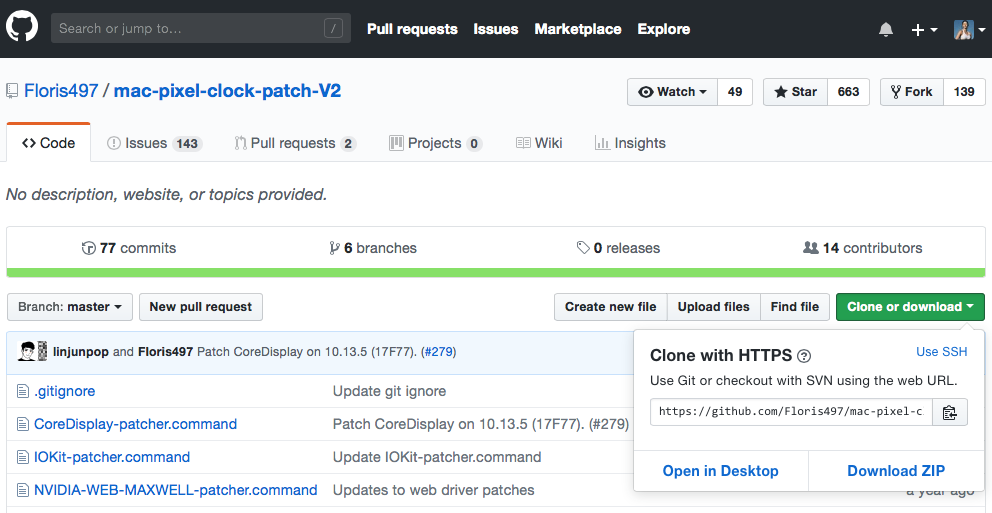 Search or jump to… /
Pull requests Issues Marketplace Explore
Floris497 / mac-pixel-clock-patch-V2
Watch 49 Star 663 Fork 139
Code Issues 143 Pull requests 2 Projects 0 Wiki Insights
No description, website, or topics provided.
77 commits 6 branches 0 releases 14 contributors
Branch: master New pull request Create new file Upload files Find file Clone or download
linjunpop and Floris497 Patch CoreDisplay on 10.13.5 (17F77). (#279)
.gitignore Update git ignore
CoreDisplay-patcher.command Patch CoreDisplay on 10.13.5 (17F77). (#279)
IOKit-patcher.command Update IOKit-patcher.command
NVIDIA-WEB-MAXWELL-patcher.command Updates to web driver patches a year ago
Clone with HTTPS ? Use SSH
Use Git or checkout with SVN using the web URL.
https://github.com/Floris497/mac-pixel-c
Open in Desktop Download ZIP